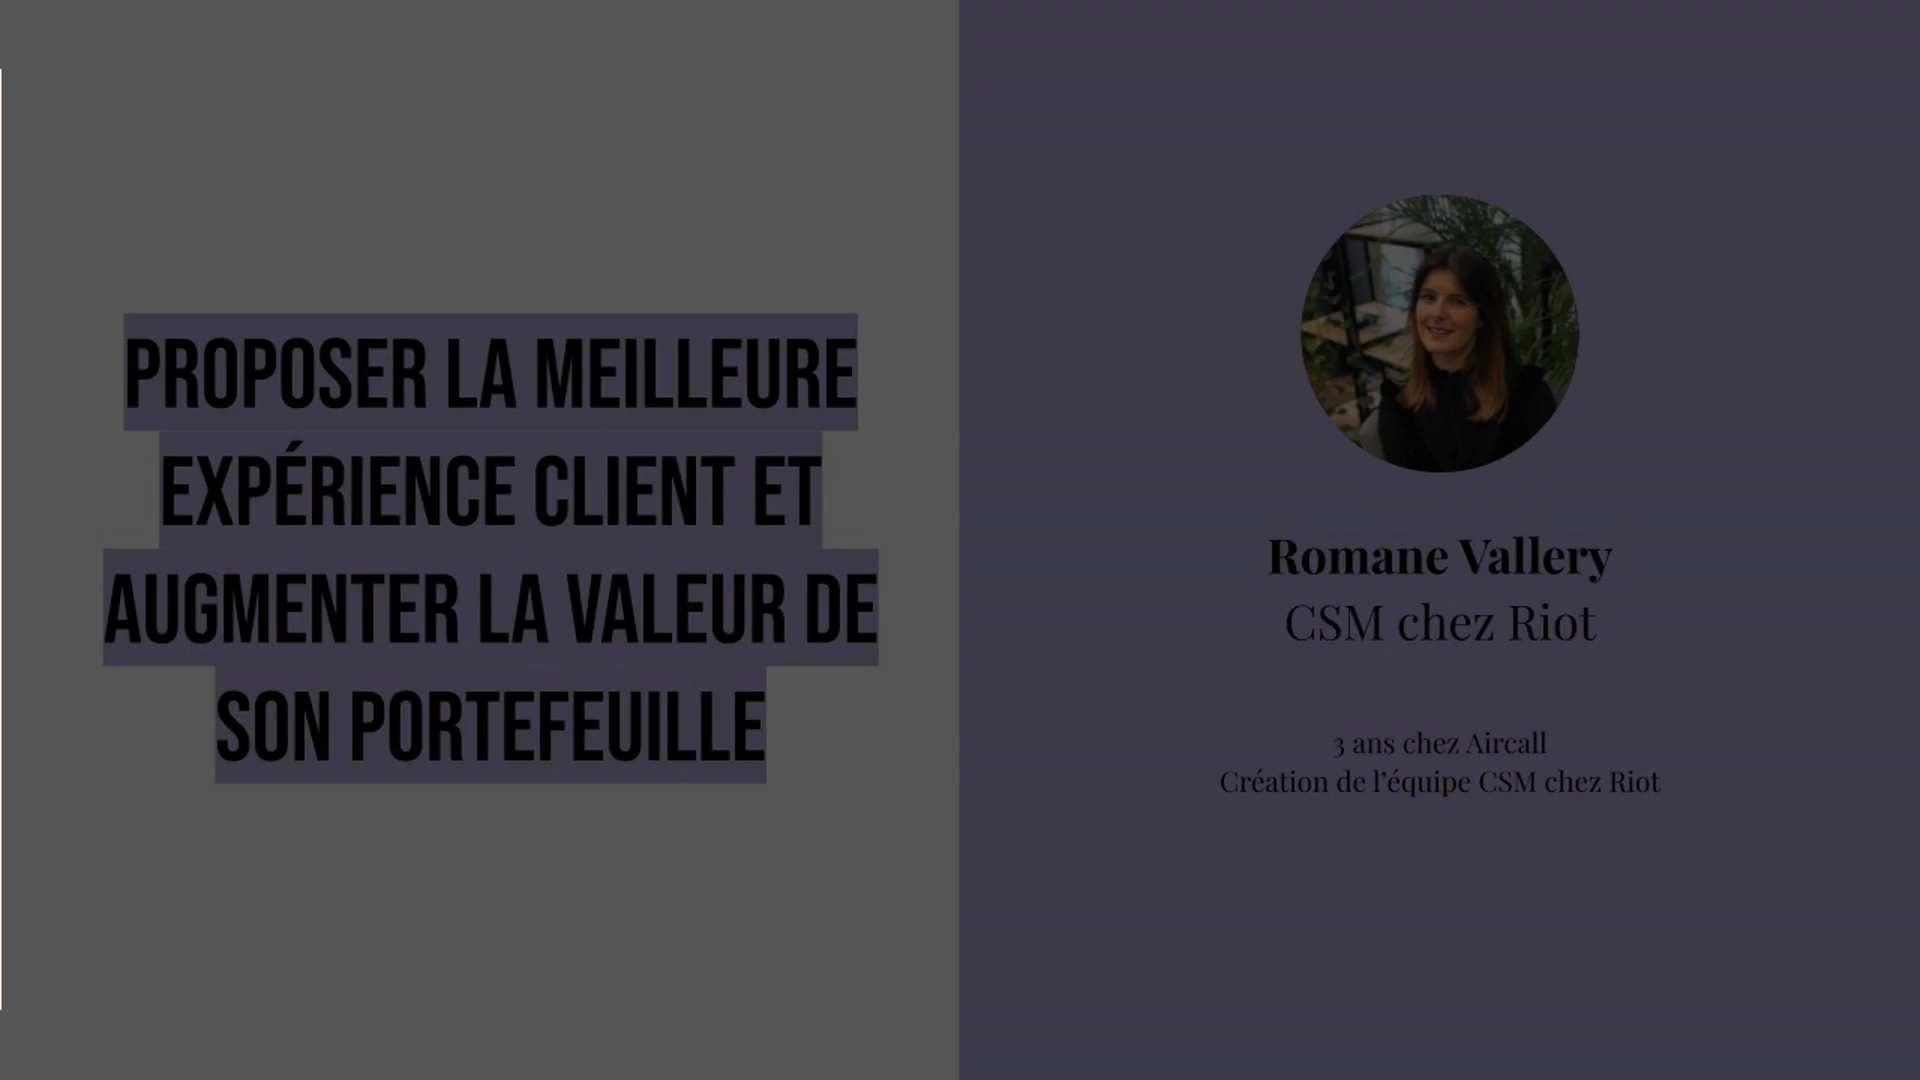 PROPOSER LA MEILLEURE
EXPÉRIENCE CLIENT ET
AUGMENTER LA VALEUR DE
SON PORTEFEUILLE
Romane Vallery
CSM chez Riot
3 ans chez Aircall
Création de l’équipe CSM chez Riot